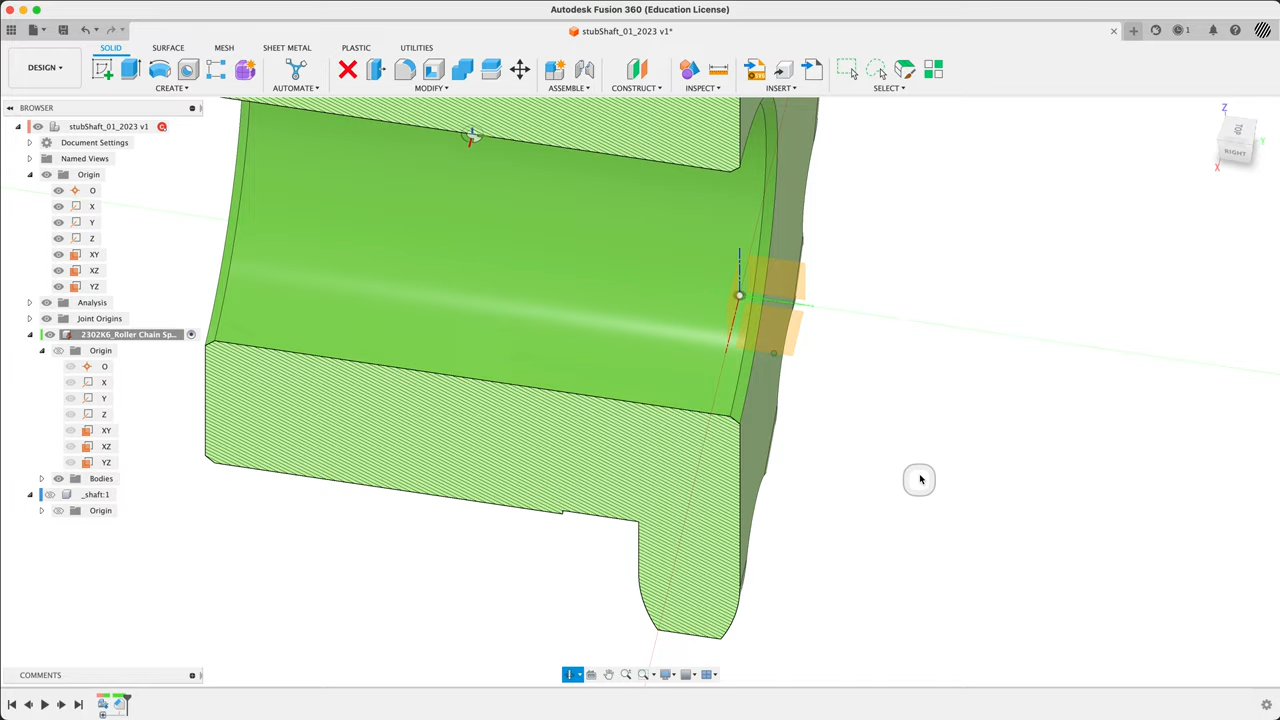 Autodesk Fusion 360 (Education License)
stubShaft_01_2023 v1*
1
DESIGN
SOLID SURFACE MESH SHEET METAL PLASTIC UTILITIES
CREATE AUTOMATE MODIFY ASSEMBLE CONSTRUCT INSPECT INSERT SELECT
BROWSER
stubShaft_01_2023 v1
Document Settings
Named Views
Origin
O
X
Y
Z
XY
XZ
YZ
Analysis
Joint Origins
2302K6_Roller Chain Sp...
Origin
O
X
Y
Z
XY
XZ
YZ
Bodies
_shaft:1
Origin
Z
Y
X
TOP
RIGHT
COMMENTS